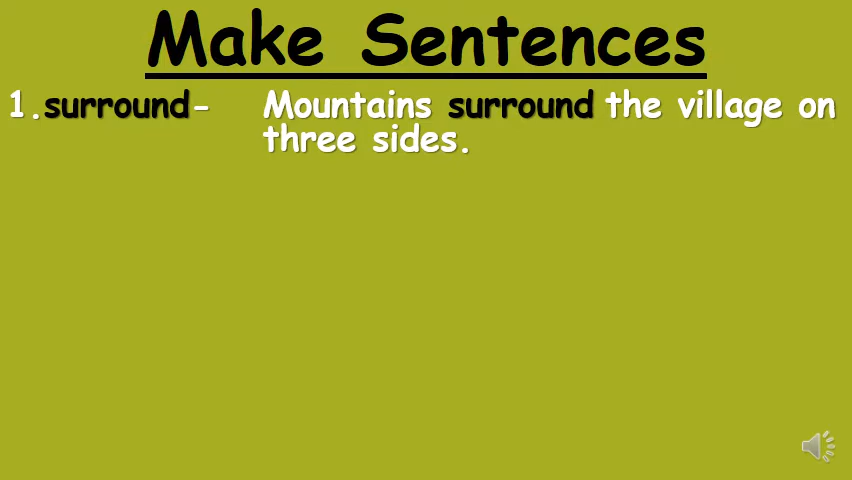 Make Sentences
1.surround- Mountains surround the village on
three sides.